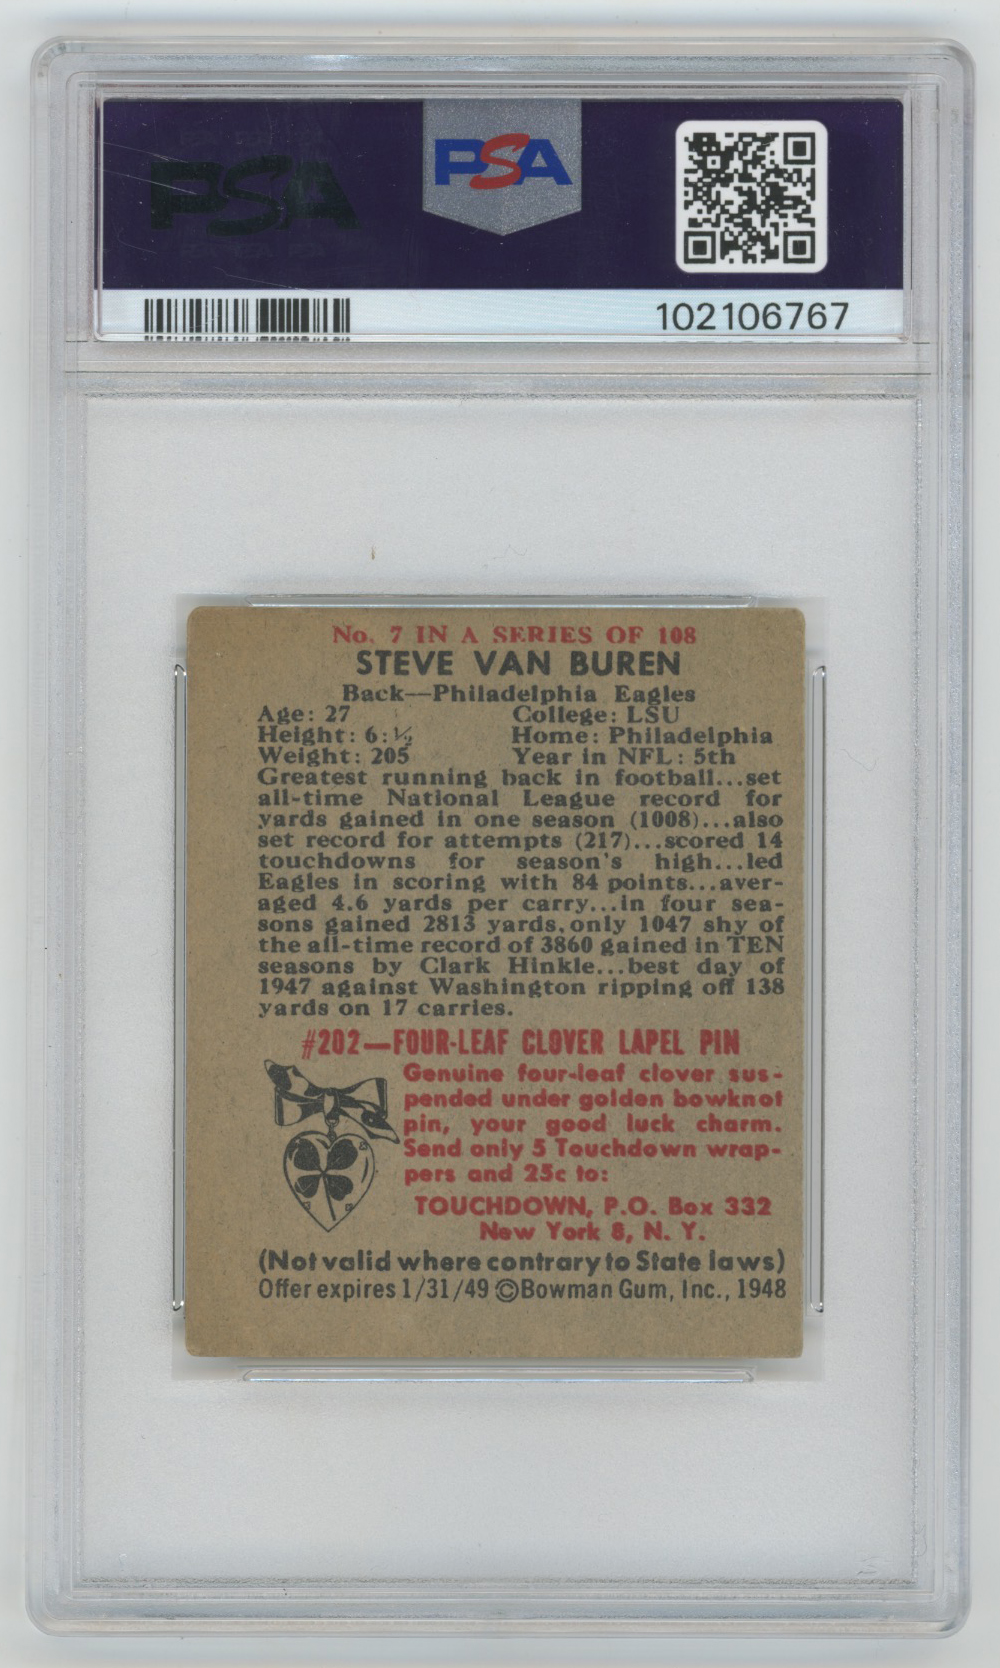 PSA
PSA
102106767
No. 7 IN A SERIES OF 108
STEVE VAN BUREN
Back—Philadelphia Eagles
Age: 27 College: LSU
Height: 6:½ Home: Philadelphia
Weight: 205 Year in NFL: 5th
Greatest running back in football...set
all-time National League record for
yards gained in one season (1008)...also
set record for attempts (217)...scored 14
touchdowns for season's high...led
Eagles in scoring with 84 points...aver-
aged 4.6 yards per carry...in four sea-
sons gained 2813 yards, only 1047 shy of
the all-time record of 3860 gained in TEN
seasons by Clark Hinkle...best day of
1947 against Washington ripping off 138
yards on 17 carries.
#202—FOUR-LEAF CLOVER LAPEL PIN
Genuine four-leaf clover sus-
pended under golden bowknot
pin, your good luck charm.
Send only 5 Touchdown wrap-
pers and 25c to:
TOUCHDOWN, P.O. Box 332
New York 8, N. Y.
(Not valid where contrary to State laws)
Offer expires 1/31/49 ©Bowman Gum, Inc., 1948